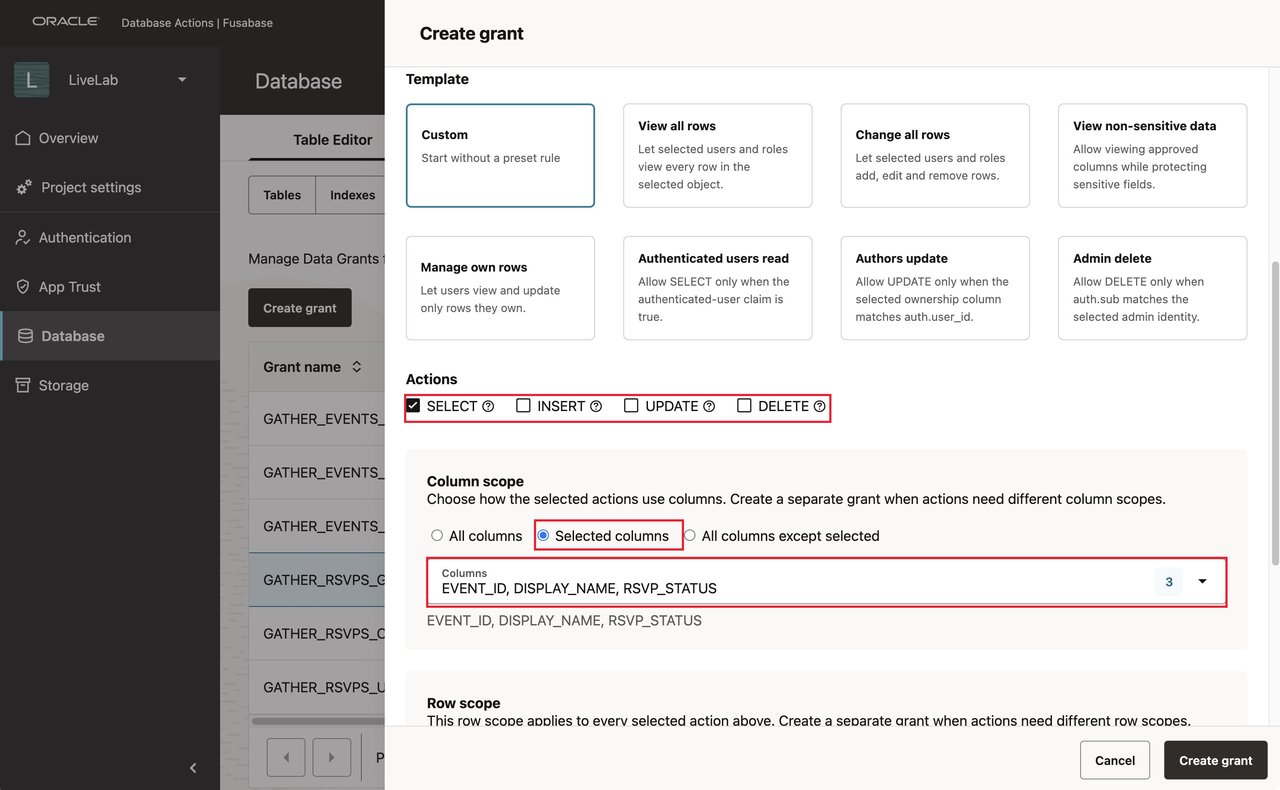 ORACLE Database Actions | Fusabase
L LiveLab
Overview
Project settings
Authentication
App Trust
Database
Storage
Database
Table Editor
Tables Indexes
Manage Data Grants
Create grant
Grant name
GATHER_EVENTS_
GATHER_EVENTS_
GATHER_EVENTS_
GATHER_RSVPS_
GATHER_RSVPS_
GATHER_RSVPS_
P
Create grant
Template
Custom
Start without a preset rule
View all rows
Let selected users and roles
view every row in the
selected object.
Change all rows
Let selected users and roles
add, edit and remove rows.
View non-sensitive data
Allow viewing approved
columns while protecting
sensitive fields.
Manage own rows
Let users view and update
only rows they own.
Authenticated users read
Allow SELECT only when the
authenticated-user claim is
true.
Authors update
Allow UPDATE only when the
selected ownership column
matches auth.user_id.
Admin delete
Allow DELETE only when
auth.sub matches the
selected admin identity.
Actions
SELECT INSERT UPDATE DELETE
Column scope
Choose how the selected actions use columns. Create a separate grant when actions need different column scopes.
All columns Selected columns All columns except selected
Columns
EVENT_ID, DISPLAY_NAME, RSVP_STATUS 3
EVENT_ID, DISPLAY_NAME, RSVP_STATUS
Row scope
This row scope applies to every selected action above. Create a separate grant when actions need different row scopes.
Cancel Create grant